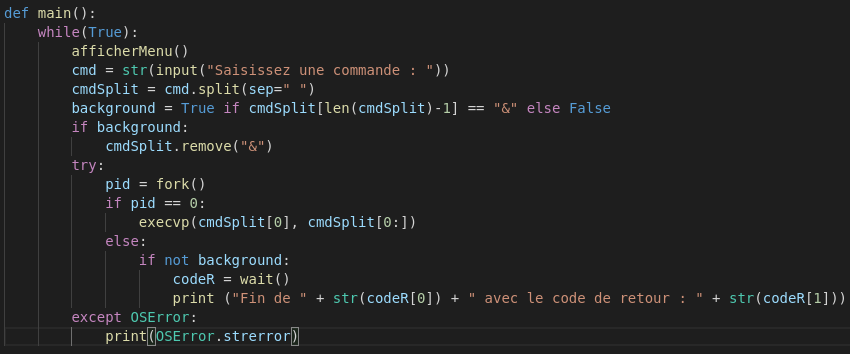 def main():
    while(True):
        afficherMenu()
        cmd = str(input("Saisissez une commande : "))
        cmdSplit = cmd.split(sep=" ")
        background = True if cmdSplit[len(cmdSplit)-1] == "&" else False
        if background:
            cmdSplit.remove("&")
        try:
            pid = fork()
            if pid == 0:
                execvp(cmdSplit[0], cmdSplit[0:])
            else:
                if not background:
                    codeR = wait()
                    print ("Fin de " + str(codeR[0]) + " avec le code de retour : " + str(codeR[1]))
        except OSError:
            print(OSError.strerror)